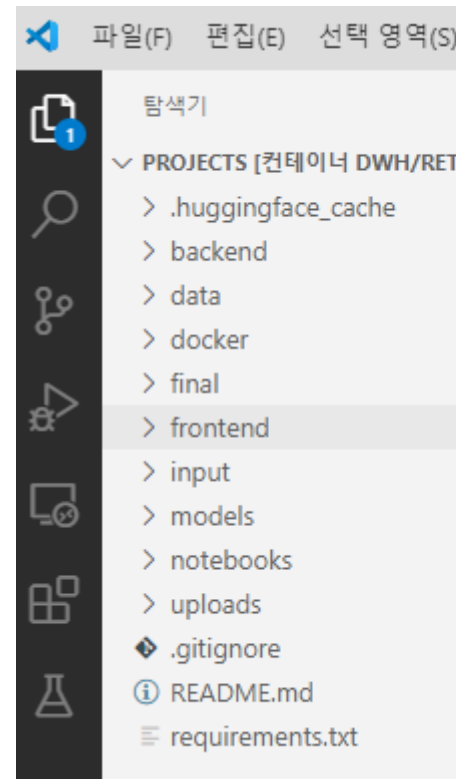 파일(F) 편집(E) 선택 영역(S)
탐색기
1
PROJECTS [컨테이너 DWH/RET
.huggingface_cache
backend
data
docker
final
frontend
input
models
notebooks
uploads
.gitignore
README.md
requirements.txt